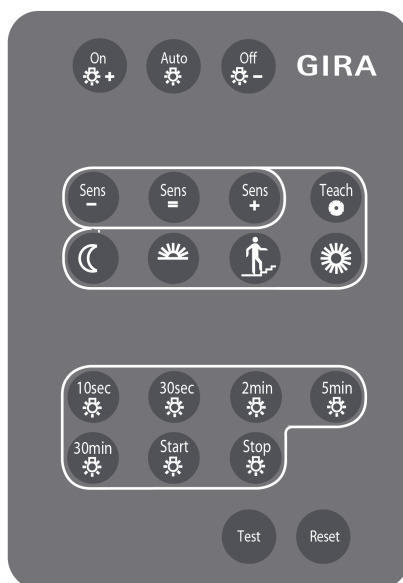 On Auto Off GIRA
+ −
Sens Sens Sens Teach
− = +
10sec 30sec 2min 5min
30min Start Stop
Test Reset